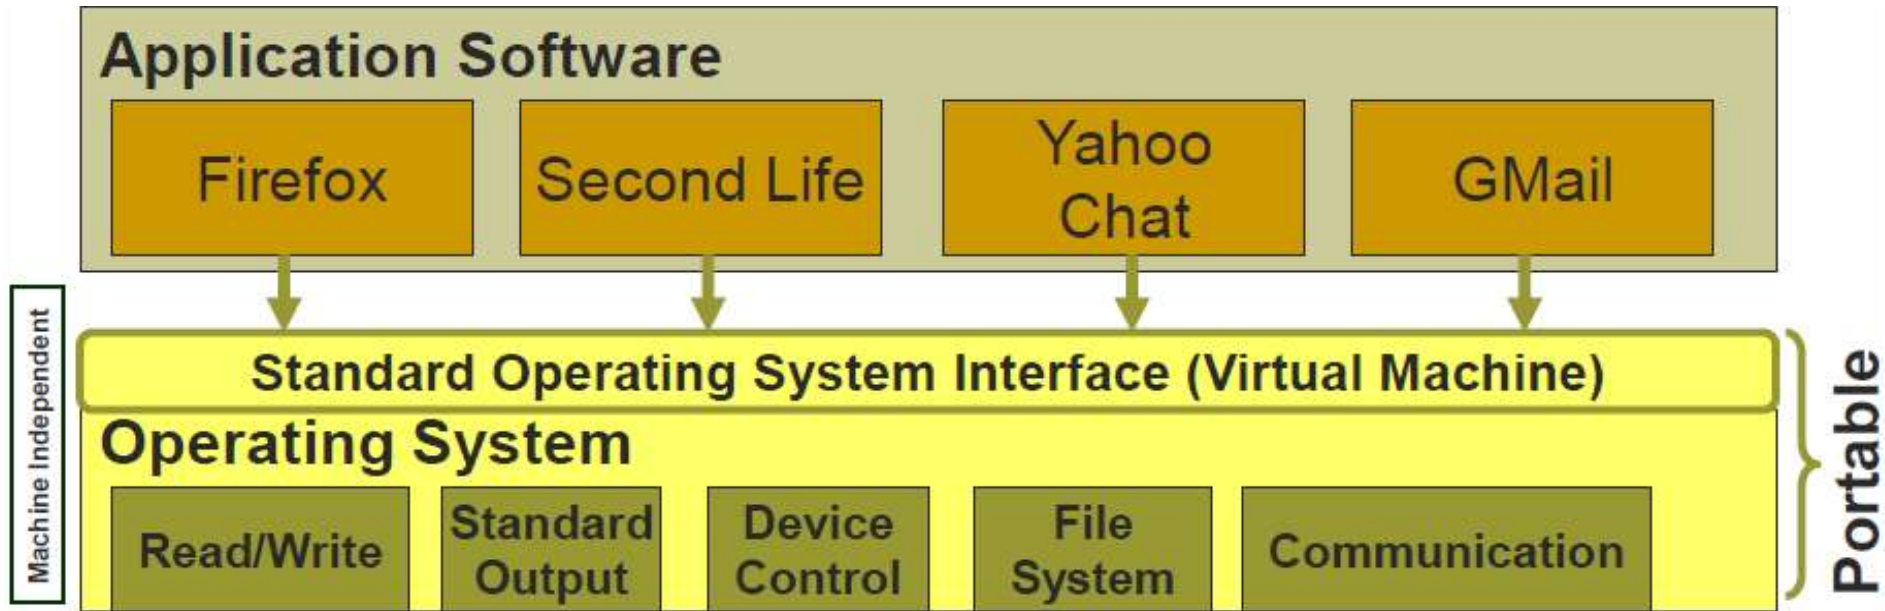 Application Software
Firefox
Second Life
Yahoo
Chat
GMail
Machine Independent
Standard Operating System Interface (Virtual Machine)
Portable
Operating System
Read/Write
Standard
Output
Device
Control
File
System
Communication